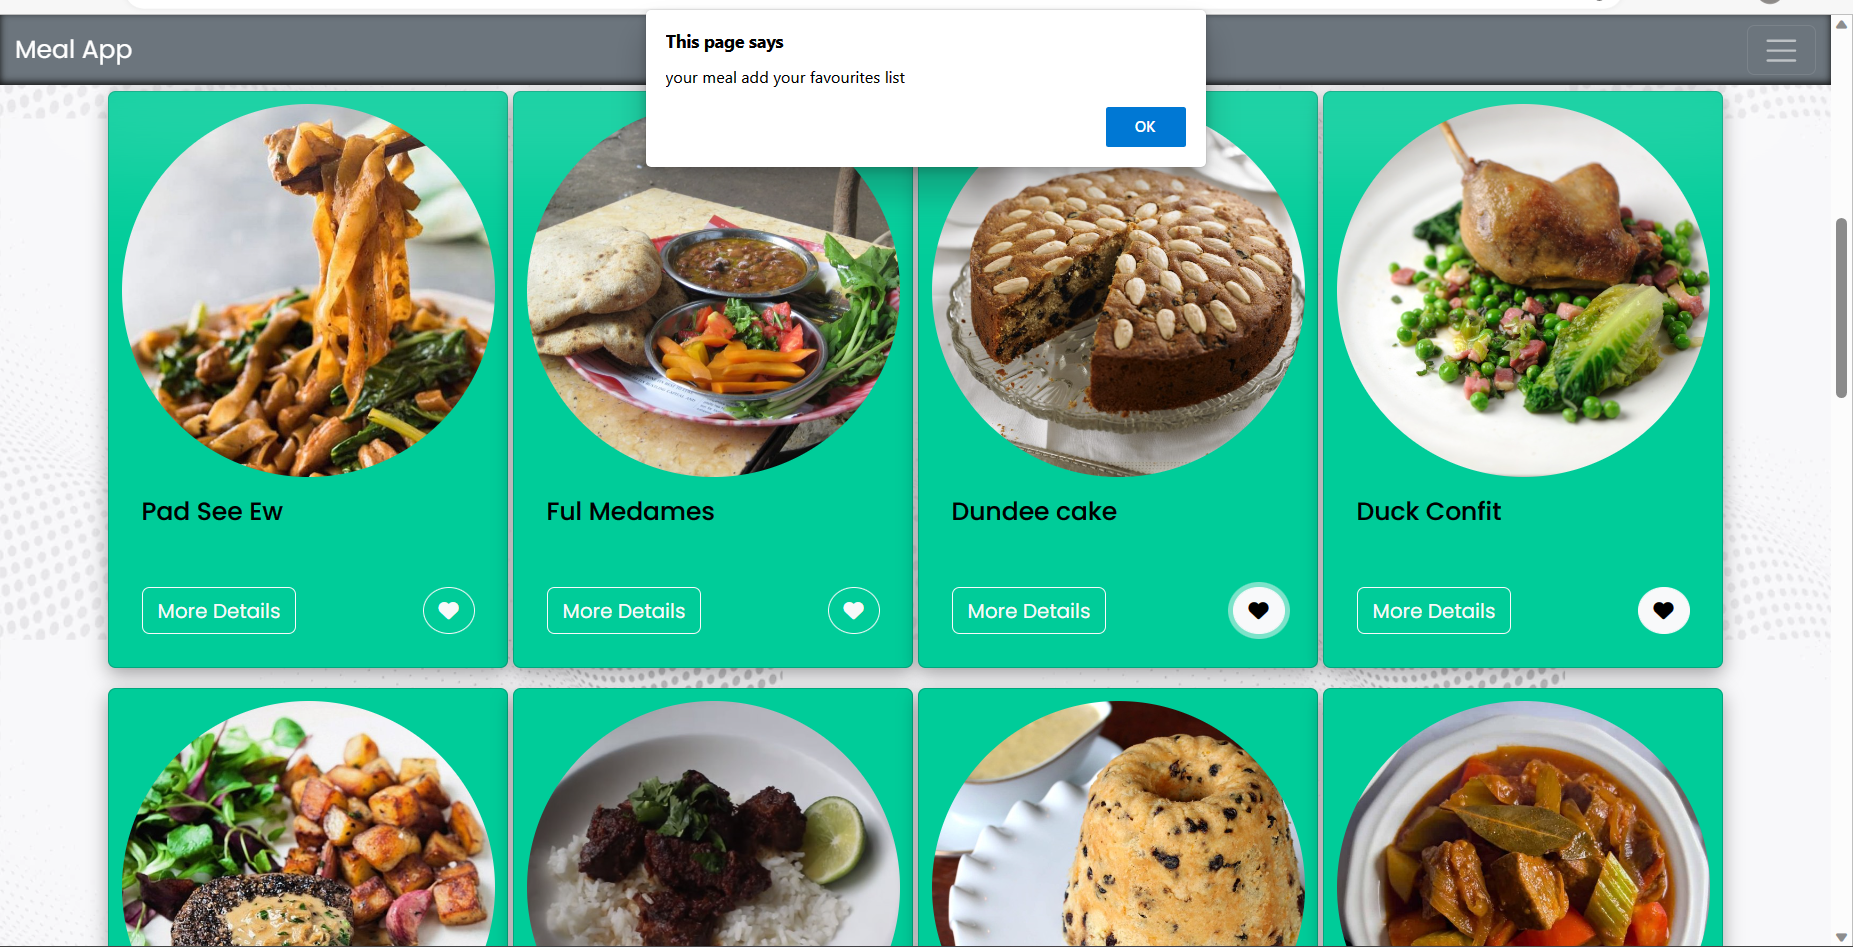 Meal App
This page says
your meal add your favourites list
OK
Pad See Ew
Ful Medames
Dundee cake
Duck Confit
More Details
More Details
More Details
More Details